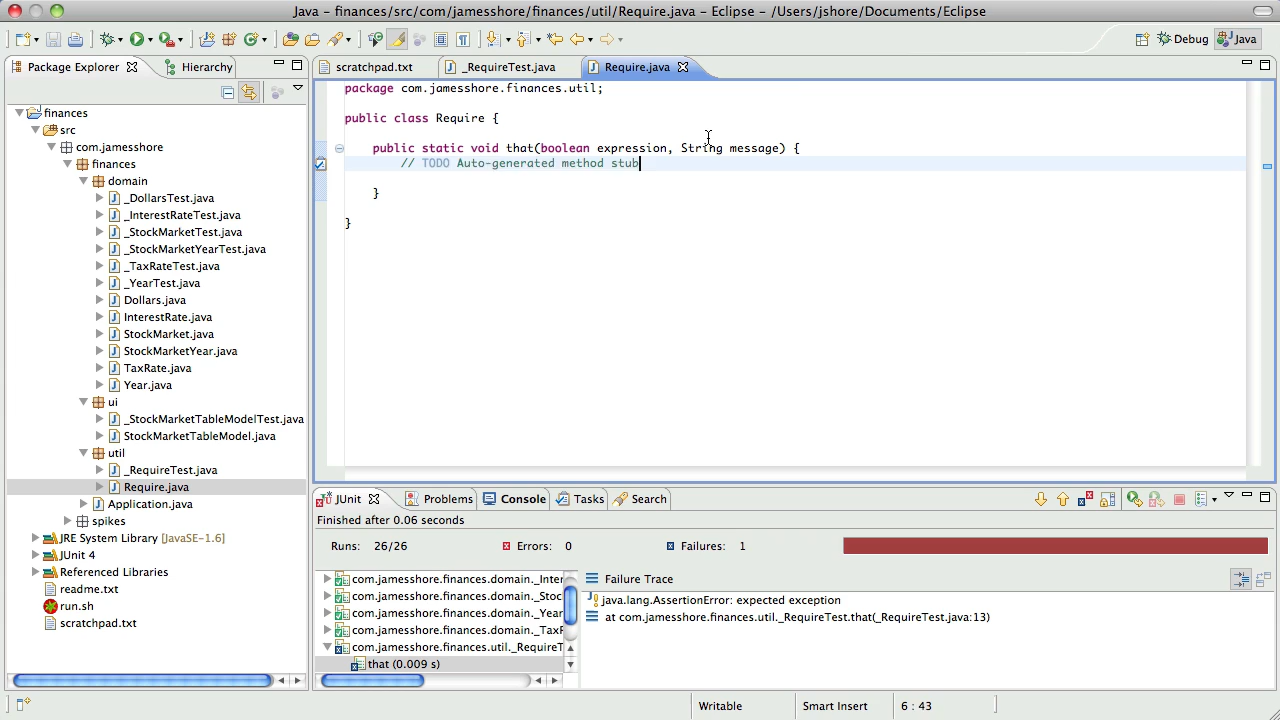 Java – finances/src/com/jamesshore/finances/util/Require.java – Eclipse – /Users/jshore/Documents/Eclipse
Debug
Java
Package Explorer
Hierarchy
scratchpad.txt
_RequireTest.java
Require.java
finances
src
com.jamesshore
finances
domain
_DollarsTest.java
_InterestRateTest.java
_StockMarketTest.java
_StockMarketYearTest.java
_TaxRateTest.java
_YearTest.java
Dollars.java
InterestRate.java
StockMarket.java
StockMarketYear.java
TaxRate.java
Year.java
ui
_StockMarketTableModelTest.java
StockMarketTableModel.java
util
_RequireTest.java
Require.java
Application.java
spikes
JRE System Library [JavaSE-1.6]
JUnit 4
Referenced Libraries
readme.txt
run.sh
scratchpad.txt
package com.jamesshore.finances.util;
public class Require {
public static void that(boolean expression, String message) {
// TODO Auto-generated method stub
}
}
JUnit
Problems
Console
Tasks
Search
Finished after 0.06 seconds
Runs: 26/26
Errors: 0
Failures: 1
com.jamesshore.finances.domain._Inter
com.jamesshore.finances.domain._Stoc
com.jamesshore.finances.domain._Year
com.jamesshore.finances.domain._TaxR
com.jamesshore.finances.util._RequireT
that (0.009 s)
Failure Trace
java.lang.AssertionError: expected exception
at com.jamesshore.finances.util._RequireTest.that(_RequireTest.java:13)
Writable
Smart Insert
6 : 43